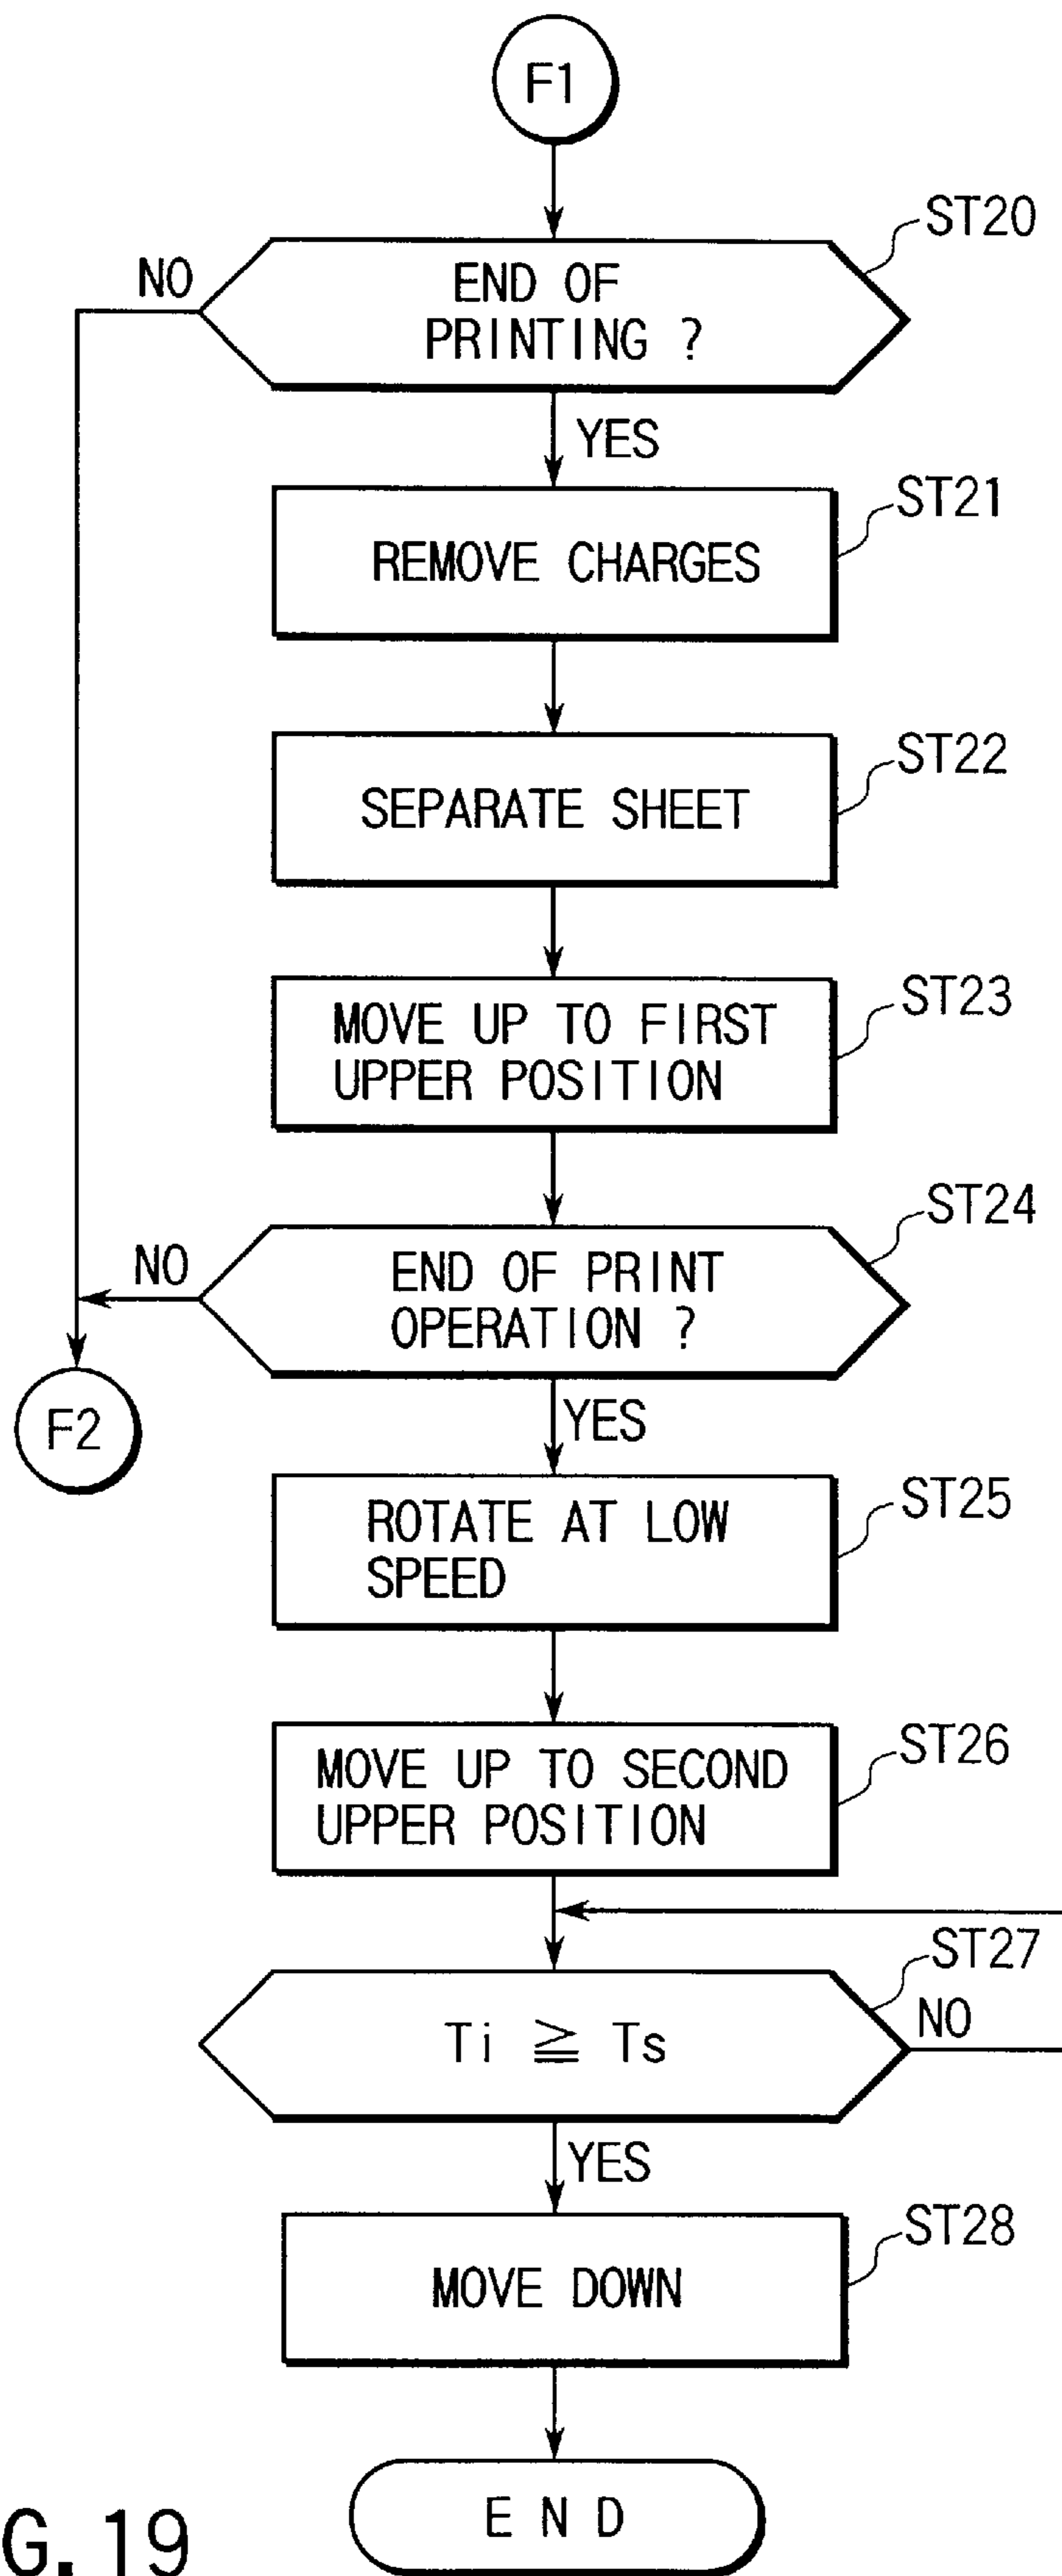 F1
ST20
NO
END OF
PRINTING ?
YES
ST21
REMOVE CHARGES
ST22
SEPARATE SHEET
ST23
MOVE UP TO FIRST
UPPER POSITION
ST24
NO
END OF PRINT
OPERATION ?
F2
YES
ST25
ROTATE AT LOW
SPEED
ST26
MOVE UP TO SECOND
UPPER POSITION
ST27
NO
Ti ≧ Ts
YES
ST28
MOVE DOWN
END
G.19